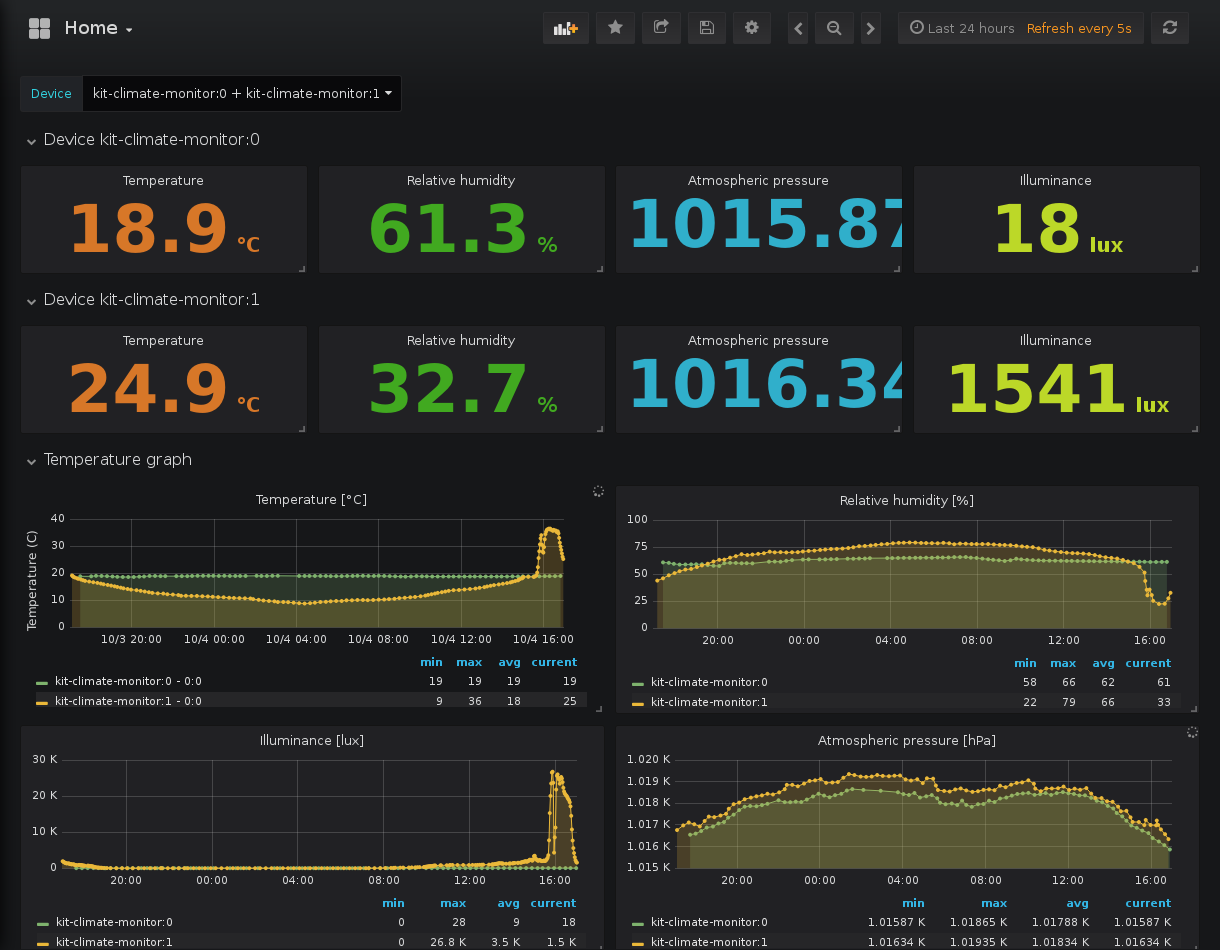 Home
Last 24 hours Refresh every 5s
Device kit-climate-monitor:0 + kit-climate-monitor:1
Device kit-climate-monitor:0
Temperature Relative humidity Atmospheric pressure Illuminance
18.9 °C 61.3 % 1015.87 18 lux
Device kit-climate-monitor:1
Temperature Relative humidity Atmospheric pressure Illuminance
24.9 °C 32.7 % 1016.34 1541 lux
Temperature graph
Temperature [°C]
Temperature (C)
40
30
20
10
0
10/3 20:00 10/4 00:00 10/4 04:00 10/4 08:00 10/4 12:00 10/4 16:00
min max avg current
kit-climate-monitor:0 - 0:0 19 19 19 19
kit-climate-monitor:1 - 0:0 9 36 18 25
Relative humidity [%]
100
75
50
25
0
20:00 00:00 04:00 08:00 12:00 16:00
min max avg current
kit-climate-monitor:0 58 66 62 61
kit-climate-monitor:1 22 79 66 33
Illuminance [lux]
30 K
20 K
10 K
0
20:00 00:00 04:00 08:00 12:00 16:00
min max avg current
kit-climate-monitor:0 0 28 9 18
kit-climate-monitor:1 0 26.8 K 3.5 K 1.5 K
Atmospheric pressure [hPa]
1.020 K
1.019 K
1.018 K
1.017 K
1.016 K
1.015 K
20:00 00:00 04:00 08:00 12:00 16:00
min max avg current
kit-climate-monitor:0 1.01587 K 1.01865 K 1.01788 K 1.01587 K
kit-climate-monitor:1 1.01634 K 1.01935 K 1.01834 K 1.01634 K